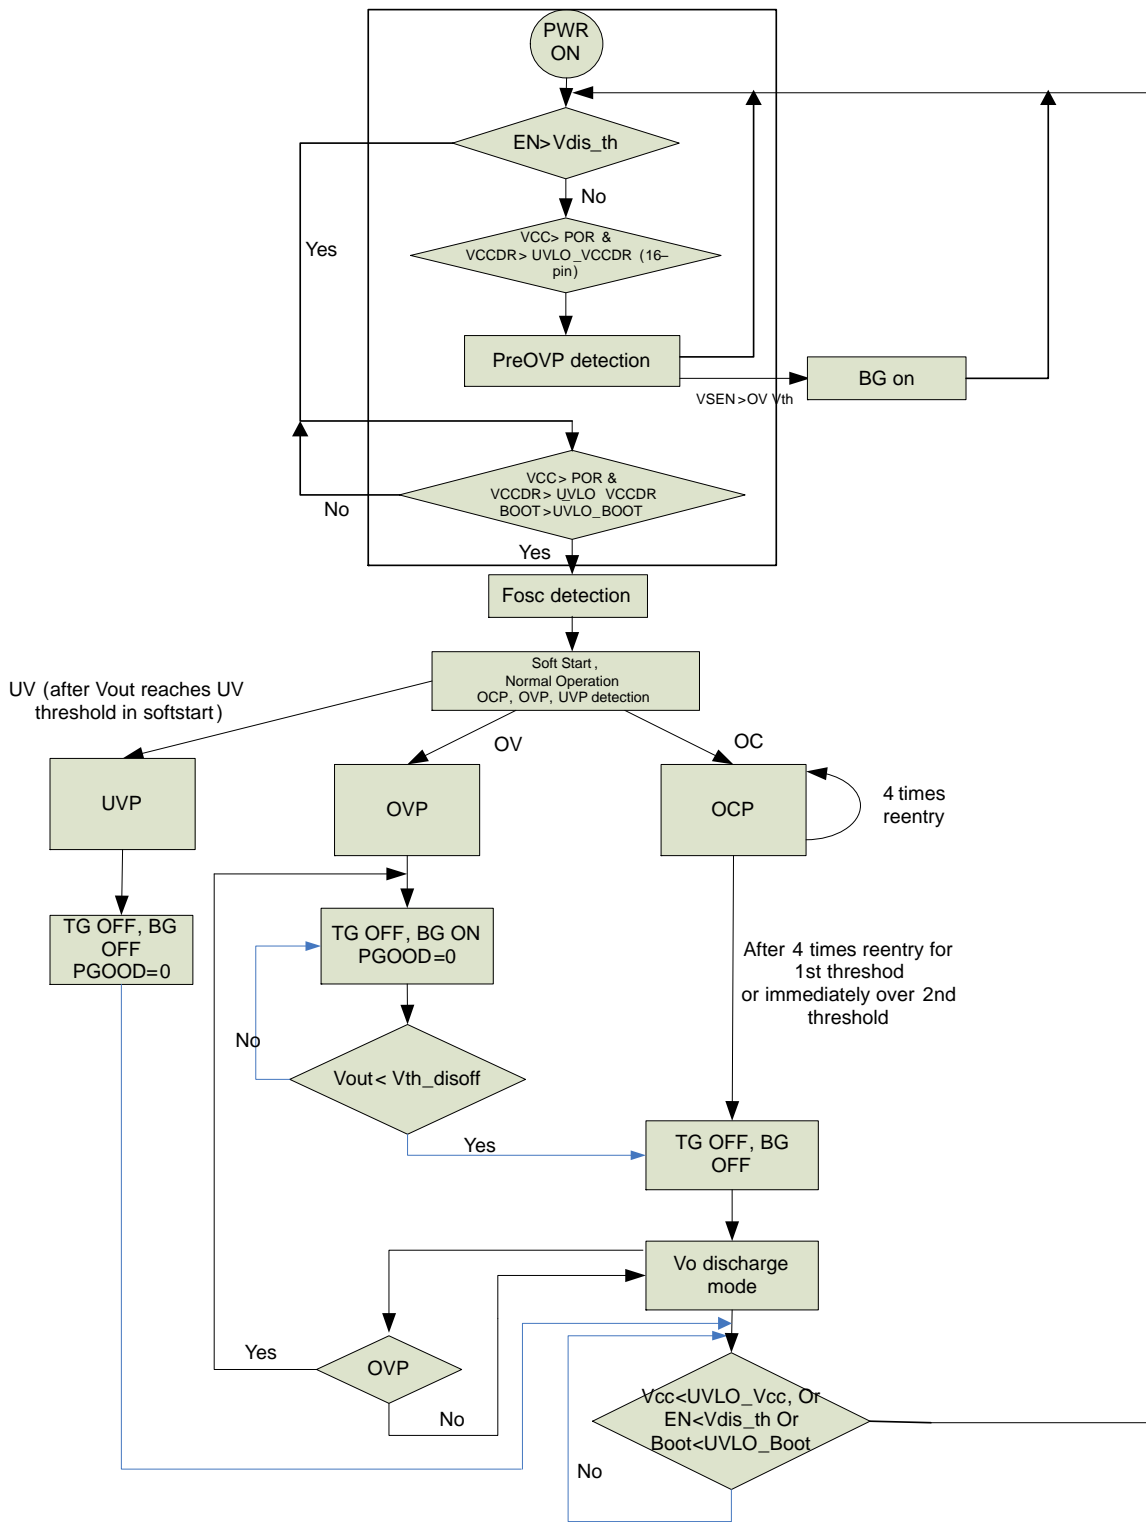 PWR
ON
EN>Vdis_th
No
Yes
VCC> POR &
VCCDR> UVLO_VCCDR (16–
pin)
PreOVP detection
BG on
VSEN>OV Vth
VCC> POR &
VCCDR> UVLO_VCCDR
BOOT>UVLO_BOOT
No
Yes
Fosc detection
Soft Start,
Normal Operation
OCP, OVP, UVP detection
UV (after Vout reaches UV
threshold in softstart)
OV
OC
UVP
OVP
OCP
4 times
reentry
TG OFF, BG
OFF
PGOOD=0
TG OFF, BG ON
PGOOD=0
After 4 times reentry for
1st threshod
or immediately over 2nd
threshold
No
Vout< Vth_disoff
Yes
TG OFF, BG
OFF
Vo discharge
mode
Yes
OVP
No
Vcc<UVLO_Vcc, Or
EN<Vdis_th Or
Boot<UVLO_Boot
No